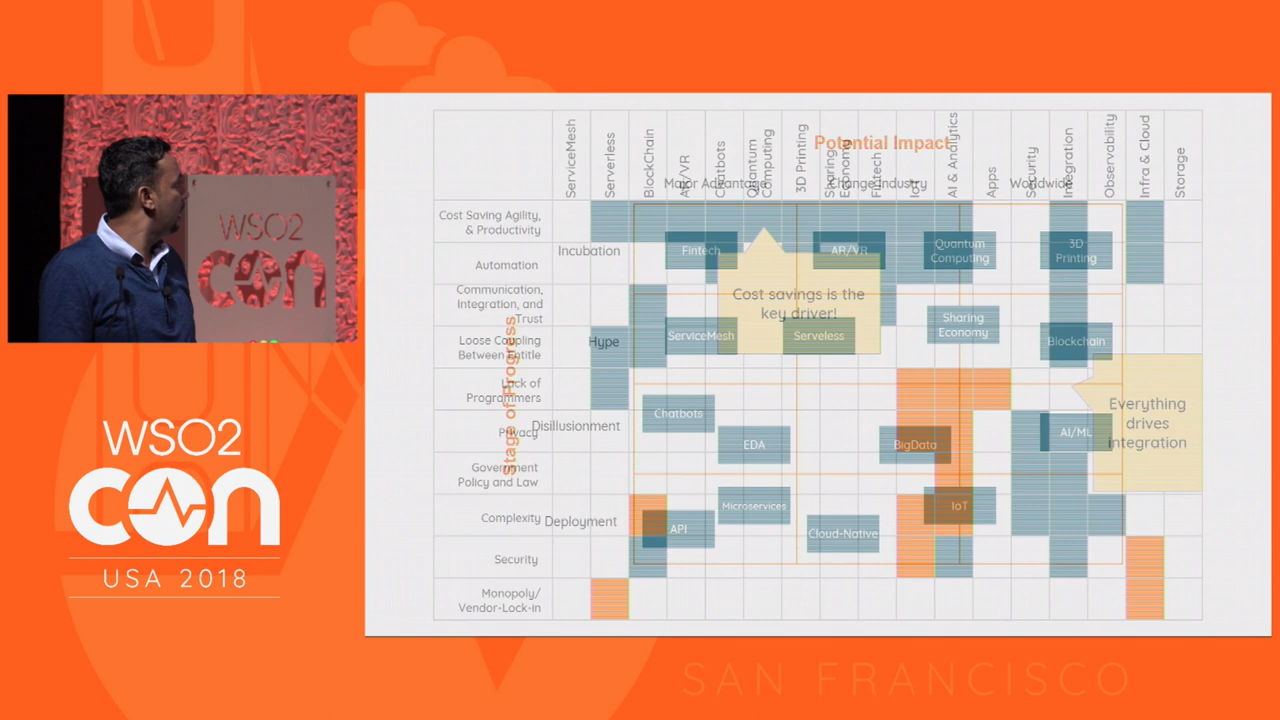 WSO2
CON
WSO2
CON
USA 2018
SAN FRANCISCO
ServiceMesh
Serverless
BlockChain
AR/VR
Chatbots
Quantum
Computing
3D Printing
Sharing
Economy
Fintech
IoT
AI & Analytics
Apps
Security
Integration
Observability
Infra & Cloud
Storage
Potential Impact
Major Advantage
Change Industry
Worldwide
Stage of Progress
Cost Saving Agility,
& Productivity
Automation
Communication,
Integration, and
Trust
Loose Coupling
Between Entitle
Lack of
Programmers
Privacy
Government
Policy and Law
Complexity
Security
Monopoly/
Vendor-Lock-in
Incubation
Hype
Disillusionment
Deployment
Fintech
AR/VR
Quantum
Computing
3D
Printing
Cost savings is the
key driver!
ServiceMesh
Serveless
Sharing
Economy
Blockchain
Everything
drives
integration
Chatbots
EDA
BigData
AI/ML
API
Microservices
Cloud-Native
IoT